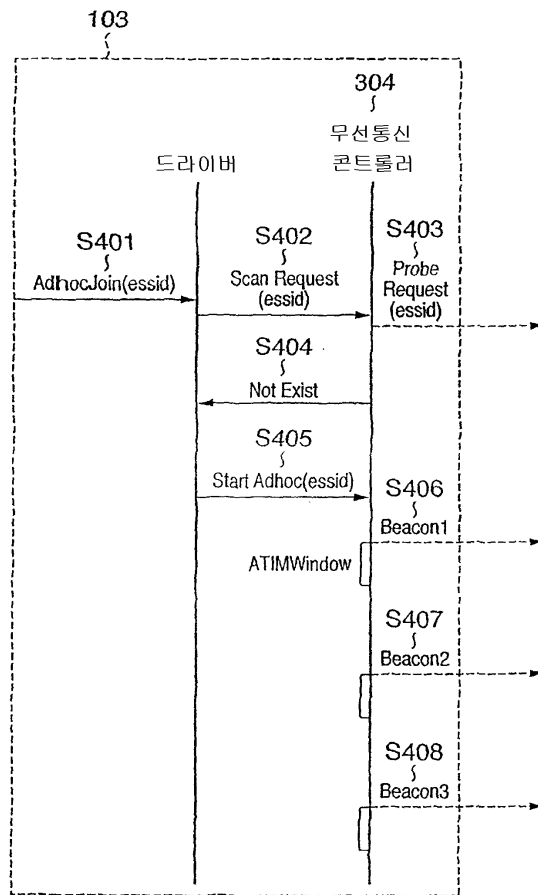 103
304
무선통신
콘트롤러
드라이버
S401
AdhocJoin(essid)
S402
Scan Request
(essid)
S403
Probe
Request
(essid)
S404
Not Exist
S405
Start Adhoc(essid)
S406
Beacon1
ATIMWindow
S407
Beacon2
S408
Beacon3